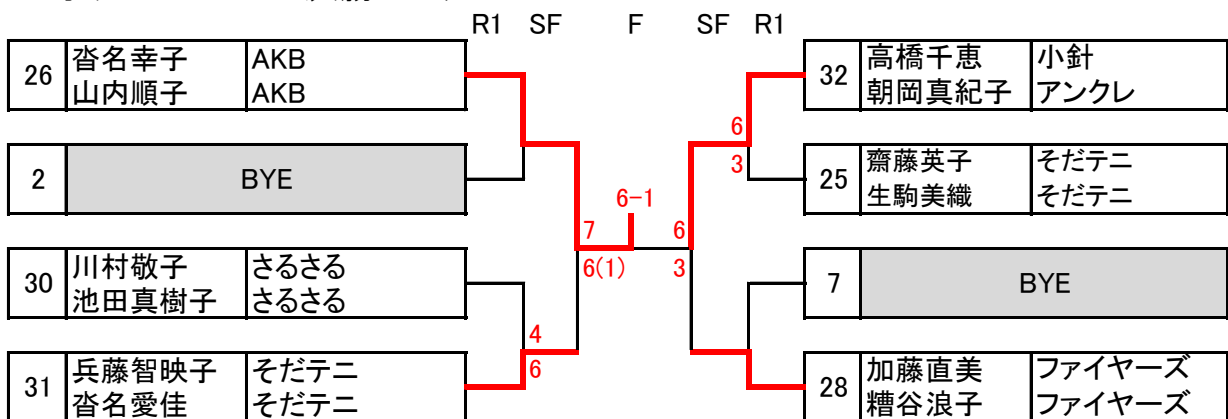 R1 SF F SF R1
26 沓名幸子 AKB
山内順子 AKB
2 BYE
30 川村敬子 さるさる
池田真樹子 さるさる
31 兵藤智映子 そだテニ
沓名愛佳 そだテニ
4
6
7
6(1)
6-1
6
3
6
3
32 高橋千恵 小針
朝岡真紀子 アンクレ
25 齋藤英子 そだテニ
生駒美織 そだテニ
7 BYE
28 加藤直美 ファイヤーズ
糟谷浪子 ファイヤーズ